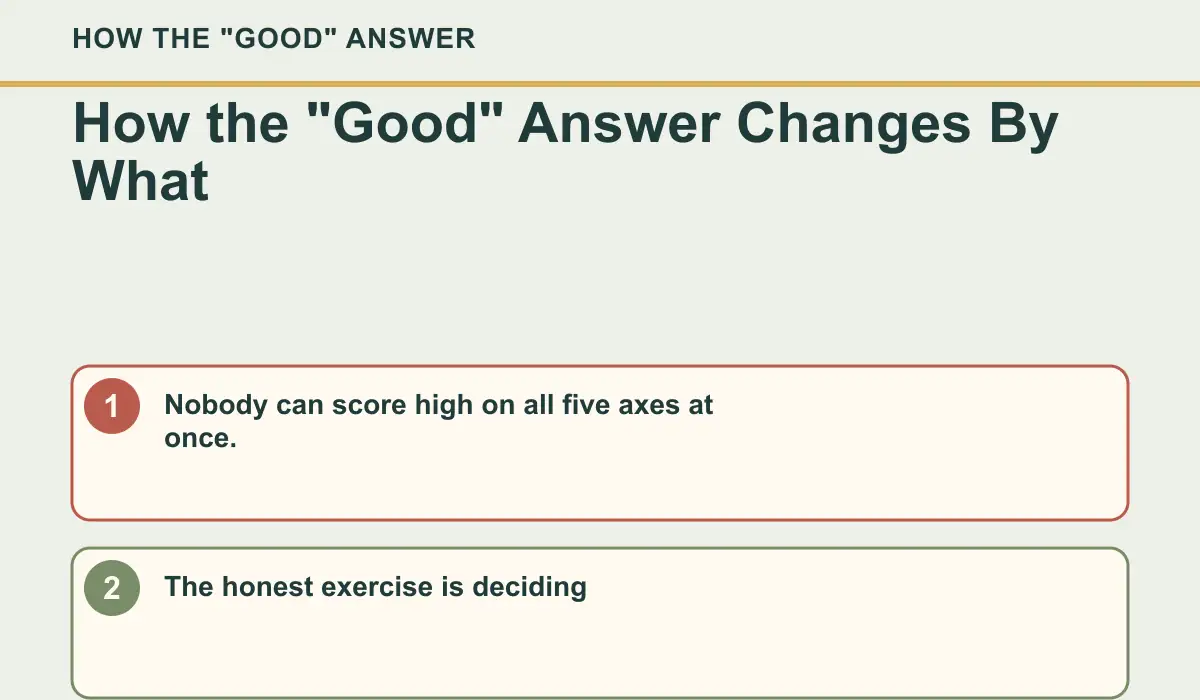 HOW THE "GOOD" ANSWER
How the "Good" Answer Changes By
What
1
Nobody can score high on all five axes at
once.
2
The honest exercise is deciding